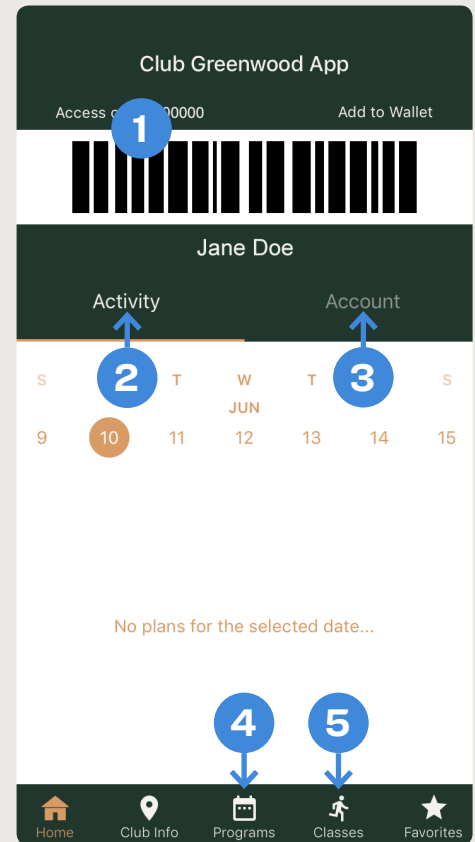 Club Greenwood App
Access 00000 Add to Wallet
1
Jane Doe
Activity Account
2 3
S T W T S
JUN
9 10 11 12 13 14 15
No plans for the selected date...
4 5
Home Club Info Programs Classes Favorites